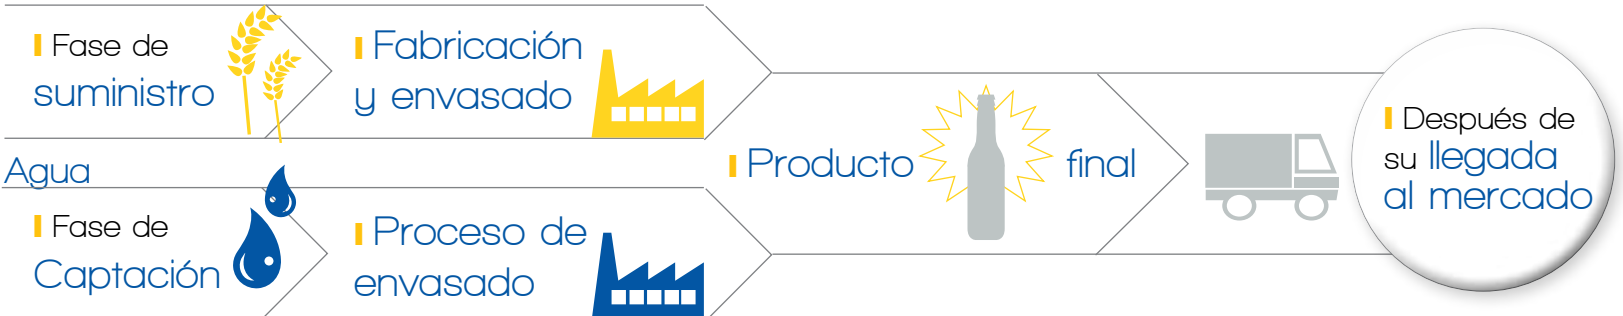 Fase de
suministro
Fabricación
y envasado
Agua
Fase de
Captación
Proceso de
envasado
Producto final
Después de
su llegada
al mercado